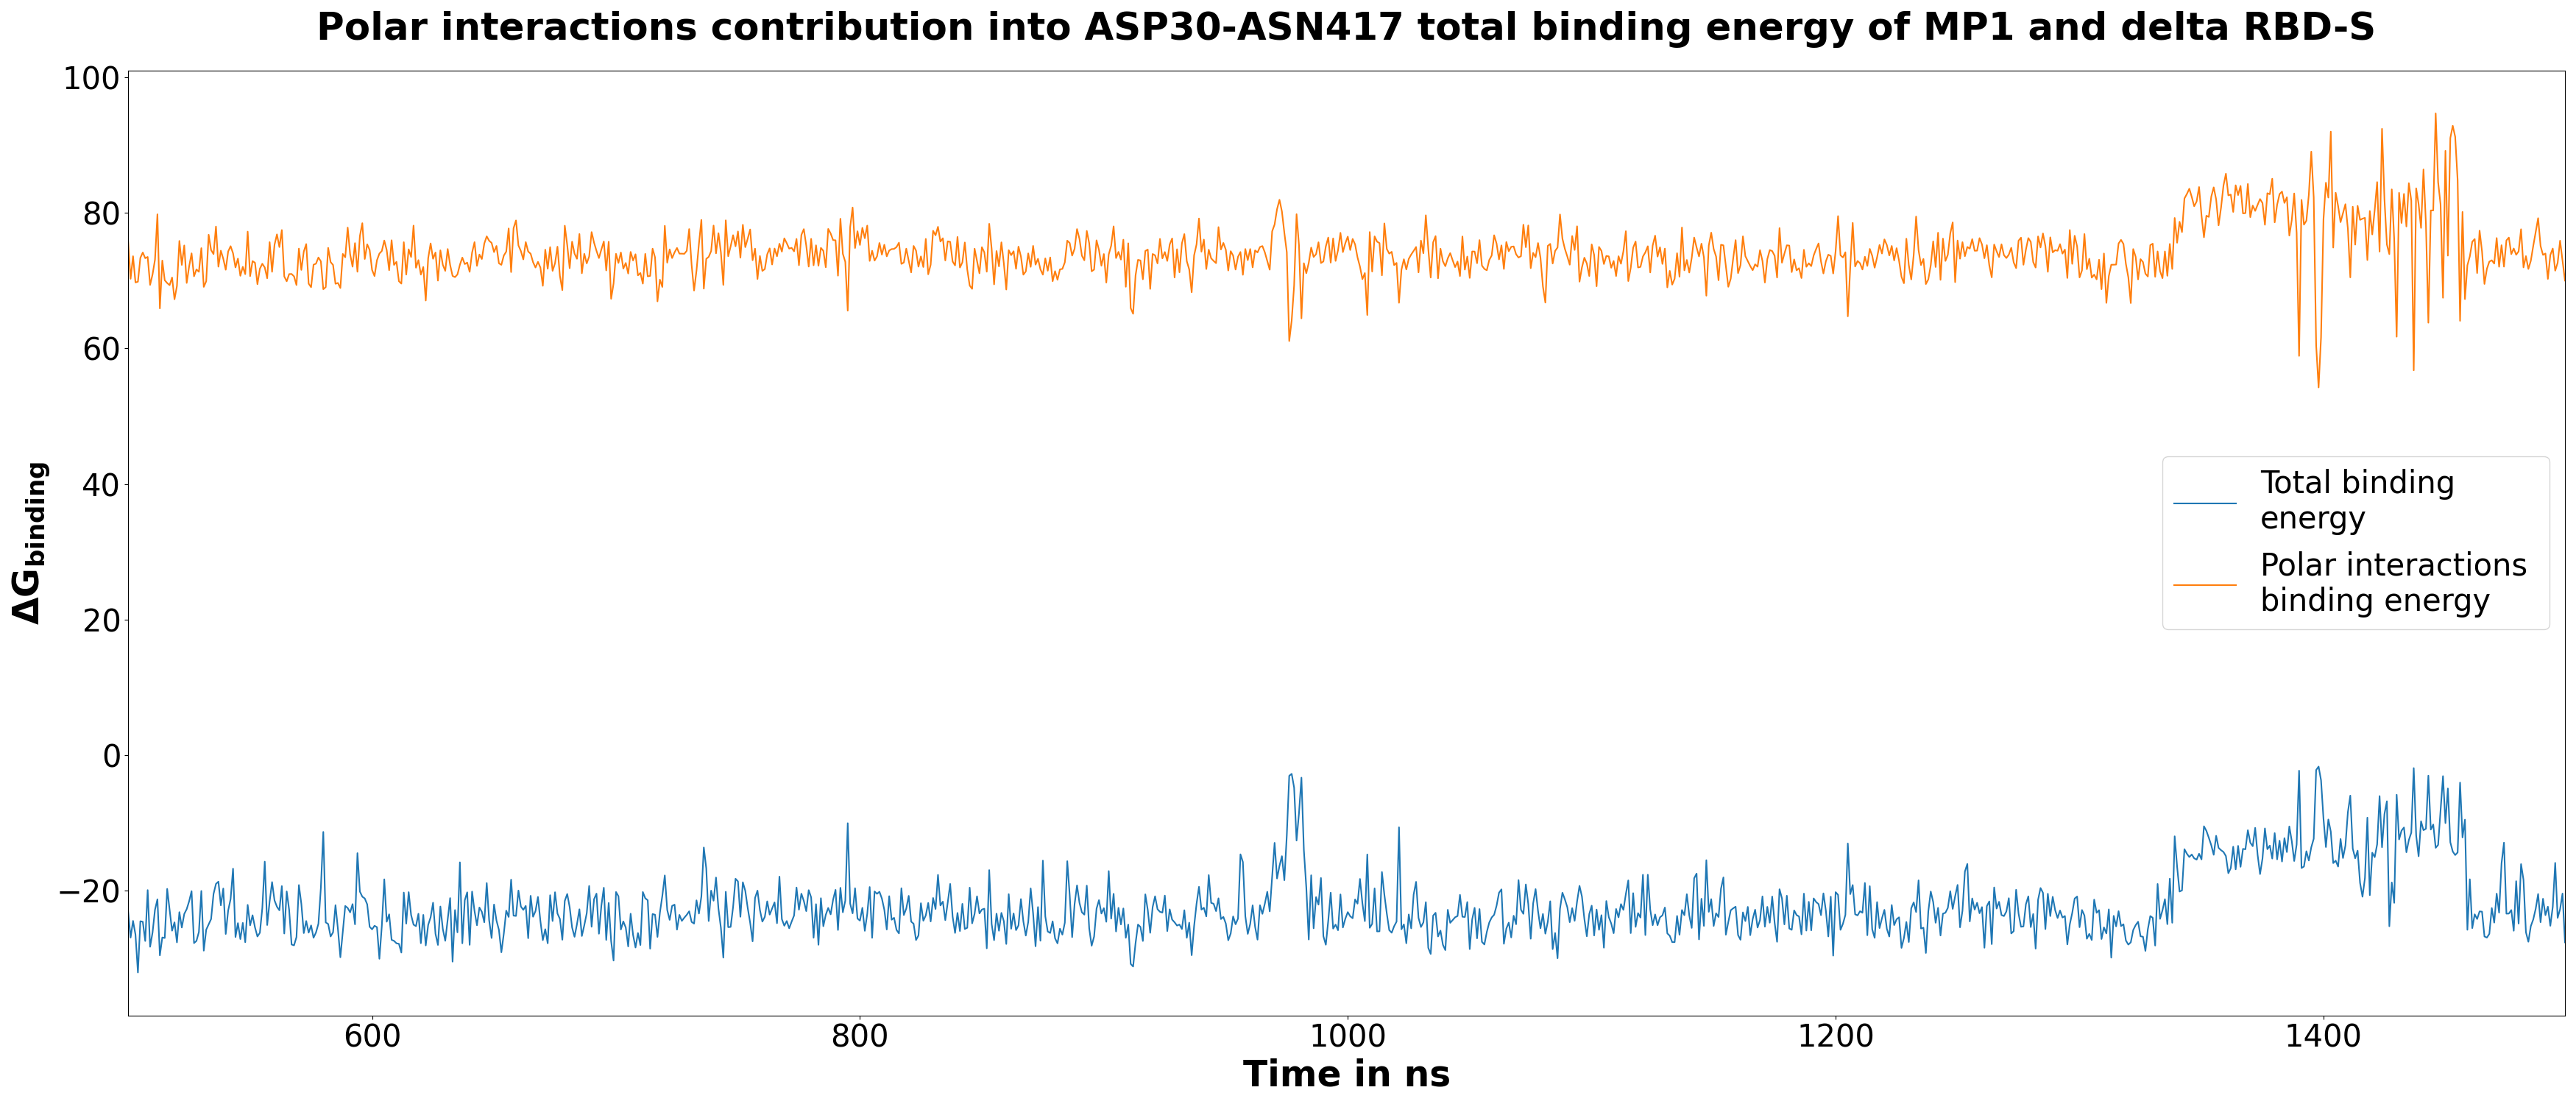 Polar interactions contribution into ASP30-ASN417 total binding energy of MP1 and delta RBD-S
100
80
60
40
20
0
−20
ΔGbinding
Total binding
energy
Polar interactions
binding energy
600
800
1000
1200
1400
Time in ns